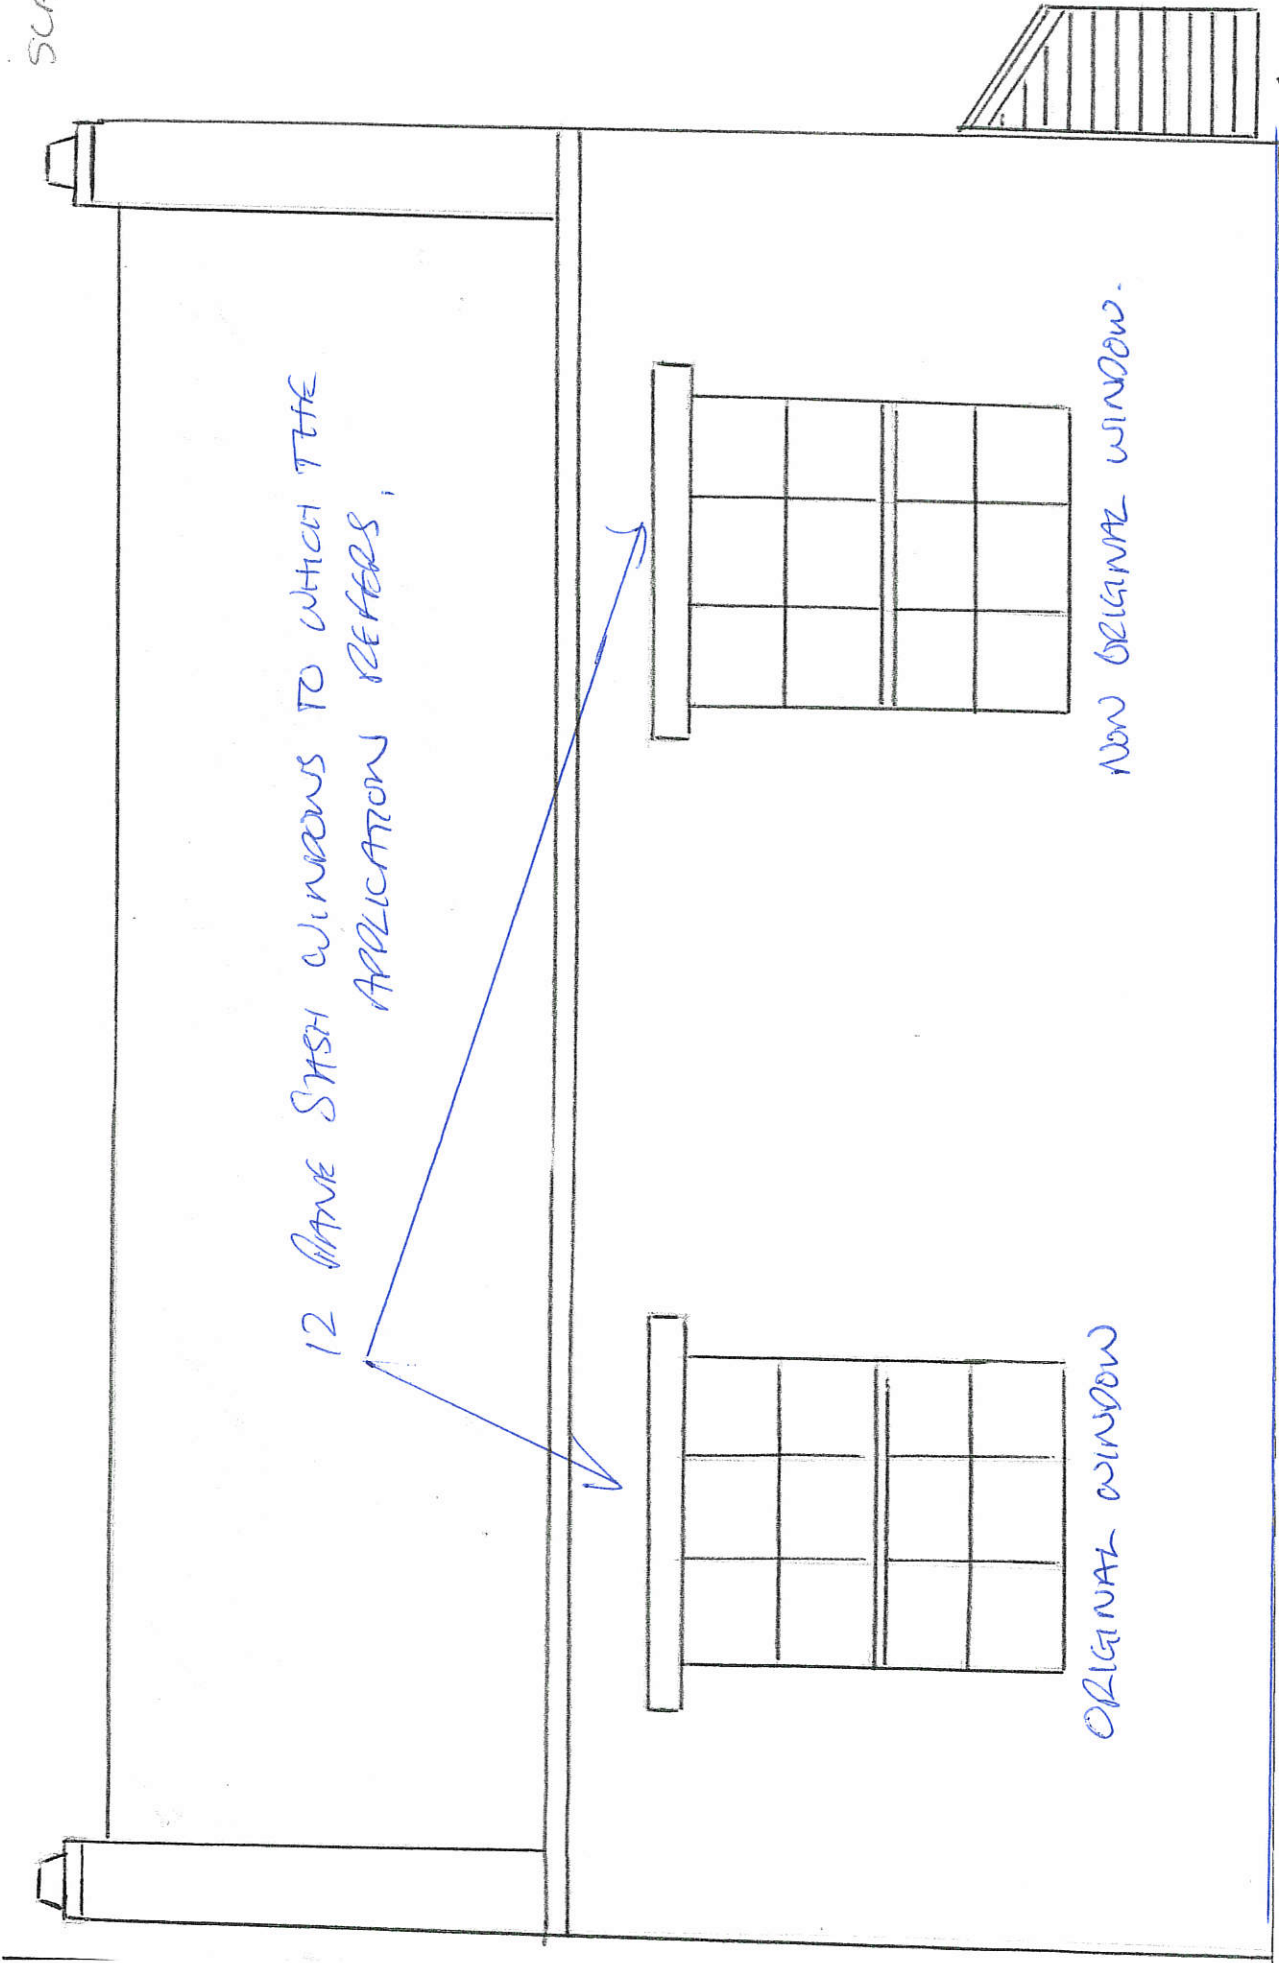 12 PANE SASH WINDOWS TO WHICH THE
APPLICATION REFERS.
ORIGINAL WINDOW
NON ORIGINAL WINDOW.